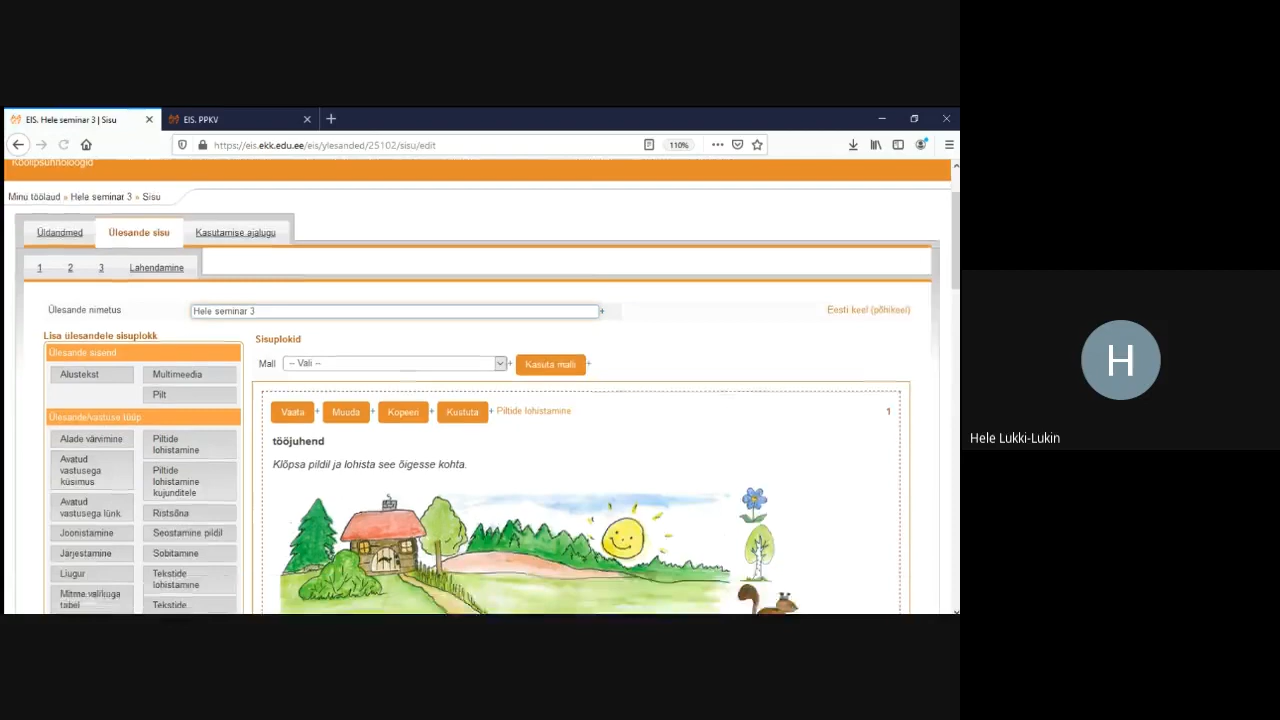 EIS. Hele seminar 3 | Sisu
EIS. PPKV
https://eis.ekk.edu.ee/eis/ylesanded/25102/sisu/edit
110%
Koolipsühholoogid
Minu töölaud » Hele seminar 3 » Sisu
Üldandmed
Ülesande sisu
Kasutamise ajalugu
1
2
3
Lahendamine
Ülesande nimetus
Hele seminar 3
+
Eesti keel (põhikeel)
Lisa ülesandele sisuplokk
Sisuplokid
Ülesande sisend
Mall
-- Vali --
+
Kasuta malli
+
Alustekst
Multimeedia
Pilt
Ülesande/vastuse tüüp
Vaata
+
Muuda
+
Kopeeri
+
Kustuta
+
Piltide lohistamine
1
Alade värvimine
Piltide
lohistamine
Avatud
vastusega
küsimus
Piltide
lohistamine
kujunditele
Avatud
vastusega lünk
Ristsõna
Joonistamine
Seostamine pildil
Järjestamine
Sobitamine
Liugur
Tekstide
lohistamine
Mitme valikuga
tabel
Tekstide
tööjuhend
Klõpsa pildil ja lohista see õigesse kohta.
H
Hele Lukki-Lukin